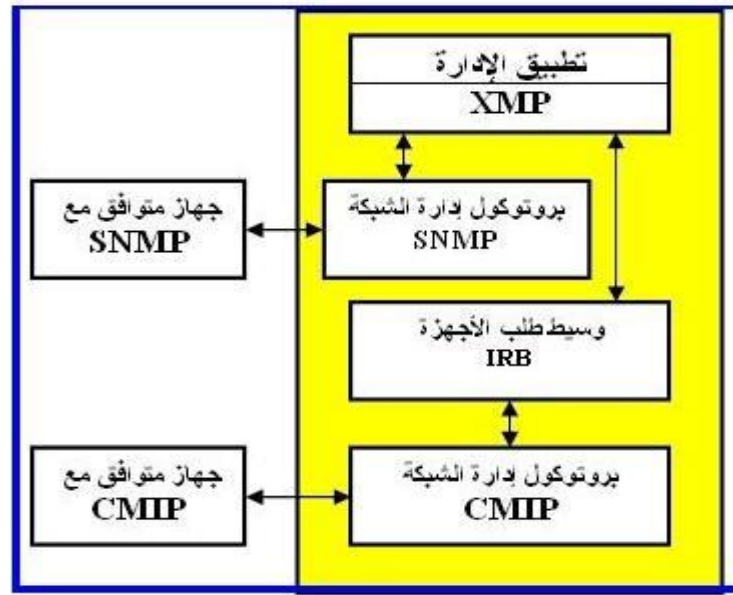 تطبيق الإدارة
XMP
بروتوكول إدارة الشبكة
SNMP
جهاز متوافق مع
SNMP
وسيط طلب الأجهزة
IRB
بروتوكول إدارة الشبكة
CMIP
جهاز متوافق مع
CMIP